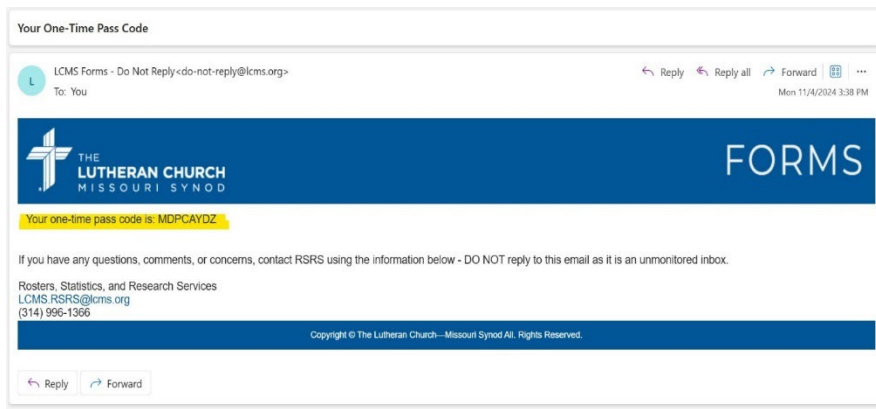 Your One-Time Pass Code
L
LCMS Forms - Do Not Reply<do-not-reply@lcms.org>
To: You
Reply Reply all Forward ...
Mon 11/4/2024 3:38 PM
THE
LUTHERAN CHURCH
MISSOURI SYNOD
FORMS
Your one-time pass code is: MDPCAYDZ
If you have any questions, comments, or concerns, contact RSRS using the information below - DO NOT reply to this email as it is an unmonitored inbox.
Rosters, Statistics, and Research Services
LCMS.RSRS@lcms.org
(314) 996-1366
Copyright © The Lutheran Church—Missouri Synod All. Rights Reserved.
Reply Forward